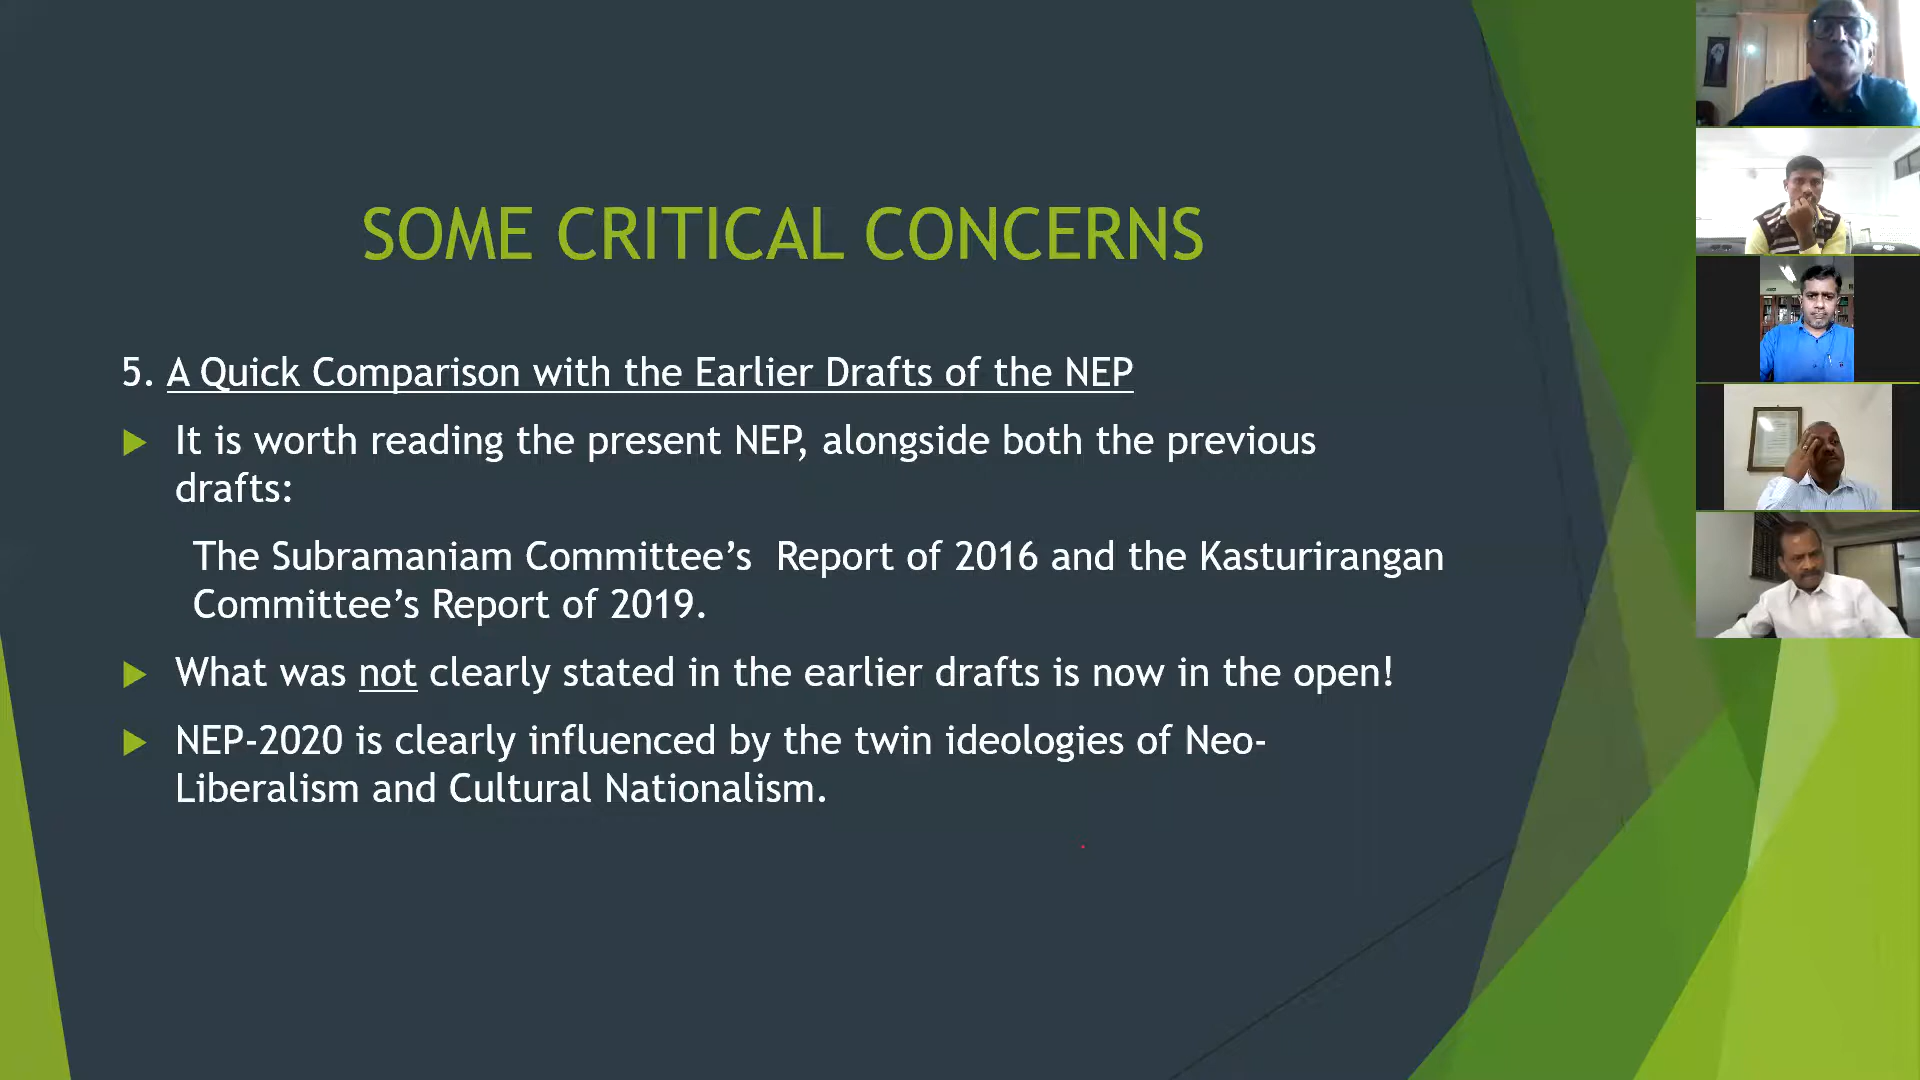 SOME CRITICAL CONCERNS
5. A Quick Comparison with the Earlier Drafts of the NEP
It is worth reading the present NEP, alongside both the previous
drafts:
The Subramaniam Committee’s  Report of 2016 and the Kasturirangan
Committee’s Report of 2019.
What was not clearly stated in the earlier drafts is now in the open!
NEP-2020 is clearly influenced by the twin ideologies of Neo-
Liberalism and Cultural Nationalism.